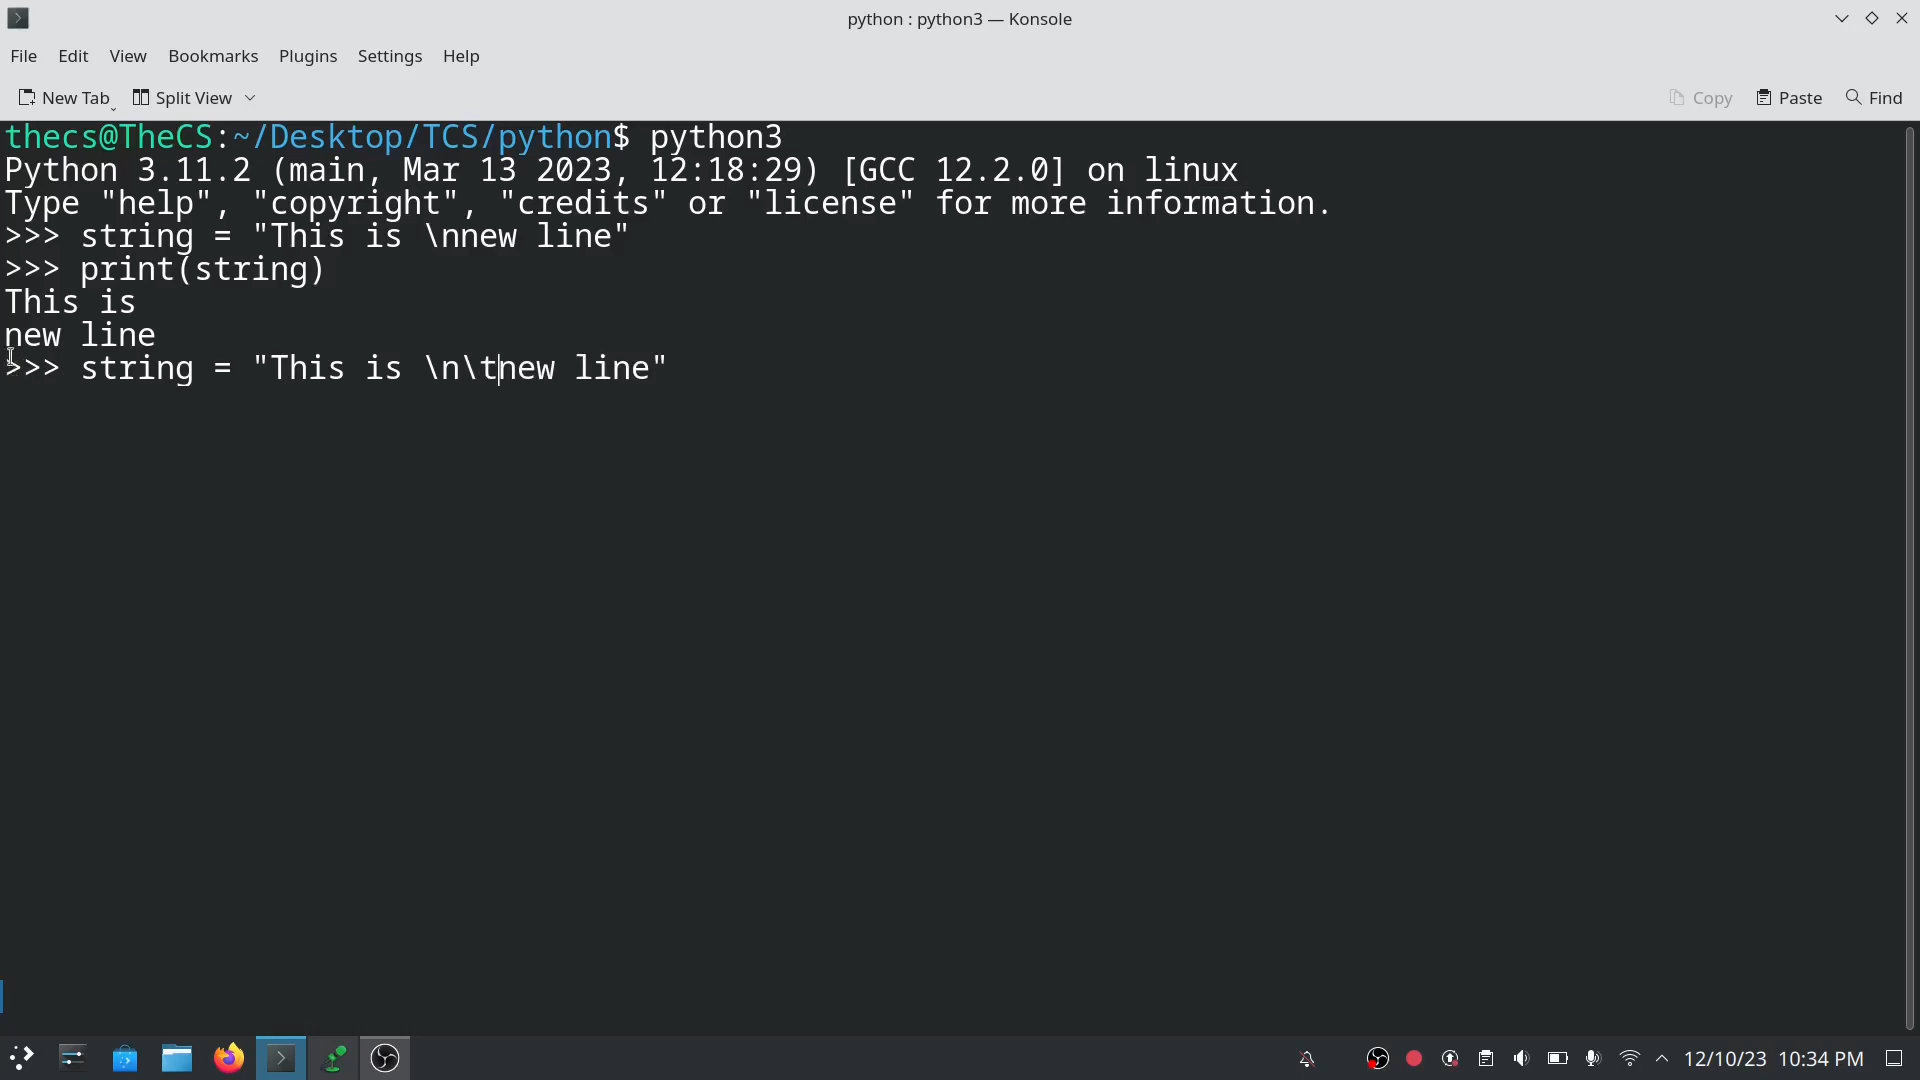 python : python3 — Konsole
File Edit View Bookmarks Plugins Settings Help
New Tab Split View Copy Paste Find
thecs@TheCS:~/Desktop/TCS/python$ python3
Python 3.11.2 (main, Mar 13 2023, 12:18:29) [GCC 12.2.0] on linux
Type "help", "copyright", "credits" or "license" for more information.
>>> string = "This is \nnew line"
>>> print(string)
This is
new line
>>> string = "This is \n\tnew line"
12/10/23 10:34 PM